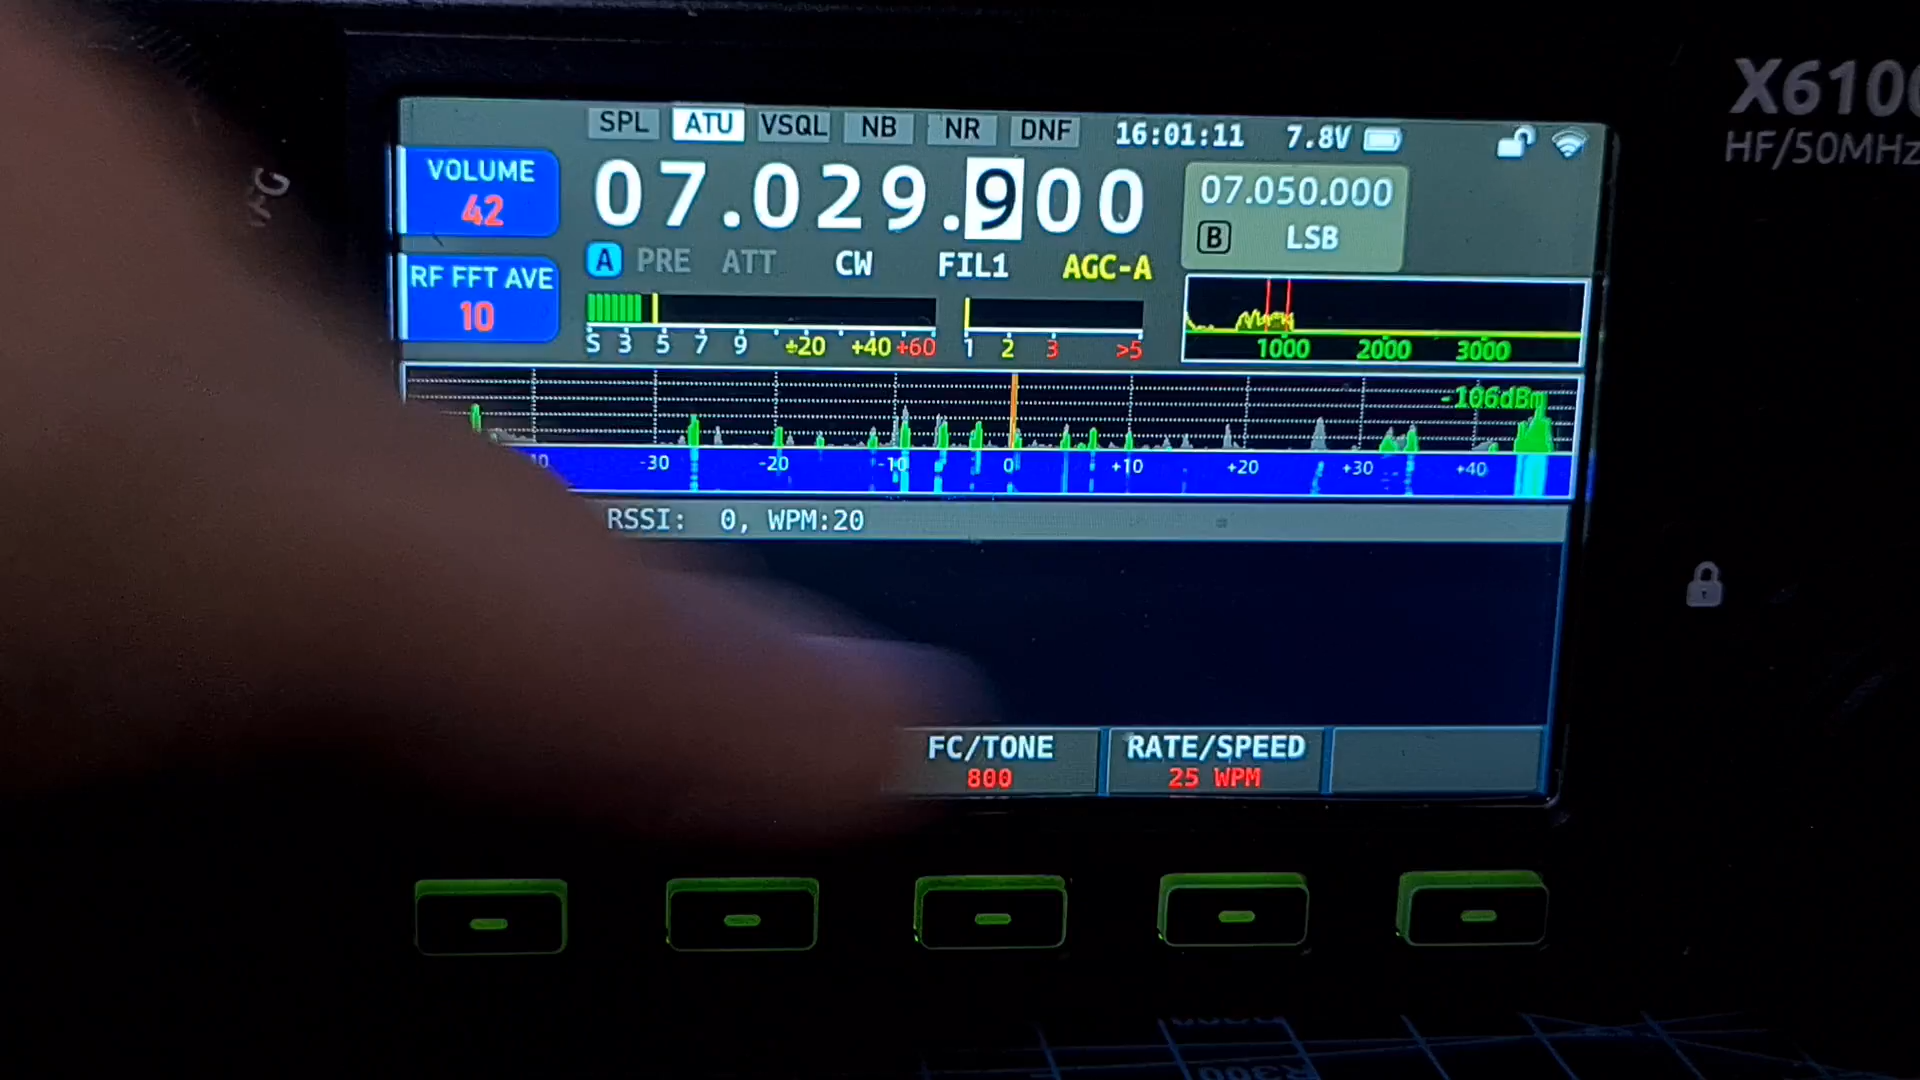 X610
HF/50MHz
SPL ATU VSQL NB NR DNF 16:01:11 7.8V
VOLUME
42
07.029.900
07.050.000
B LSB
A PRE ATT CW FIL1 AGC-A
RF FFT AVE
10
S 3 5 7 9 +20 +40 +60 1 2 3 >5
1000 2000 3000
-106dBm
-30 -20 -10 0 +10 +20 +30 +40
RSSI: 0, WPM:20
FC/TONE
800
RATE/SPEED
25 WPM